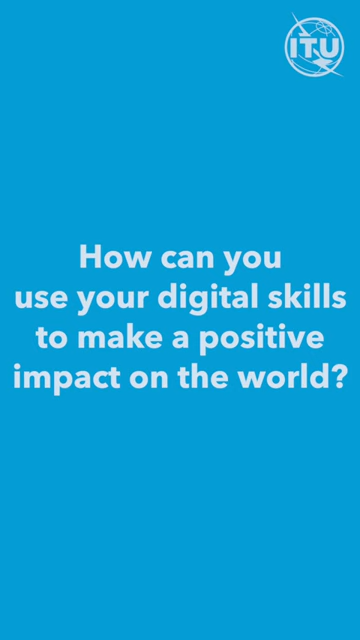 ITU
How can you
use your digital skills
to make a positive
impact on the world?